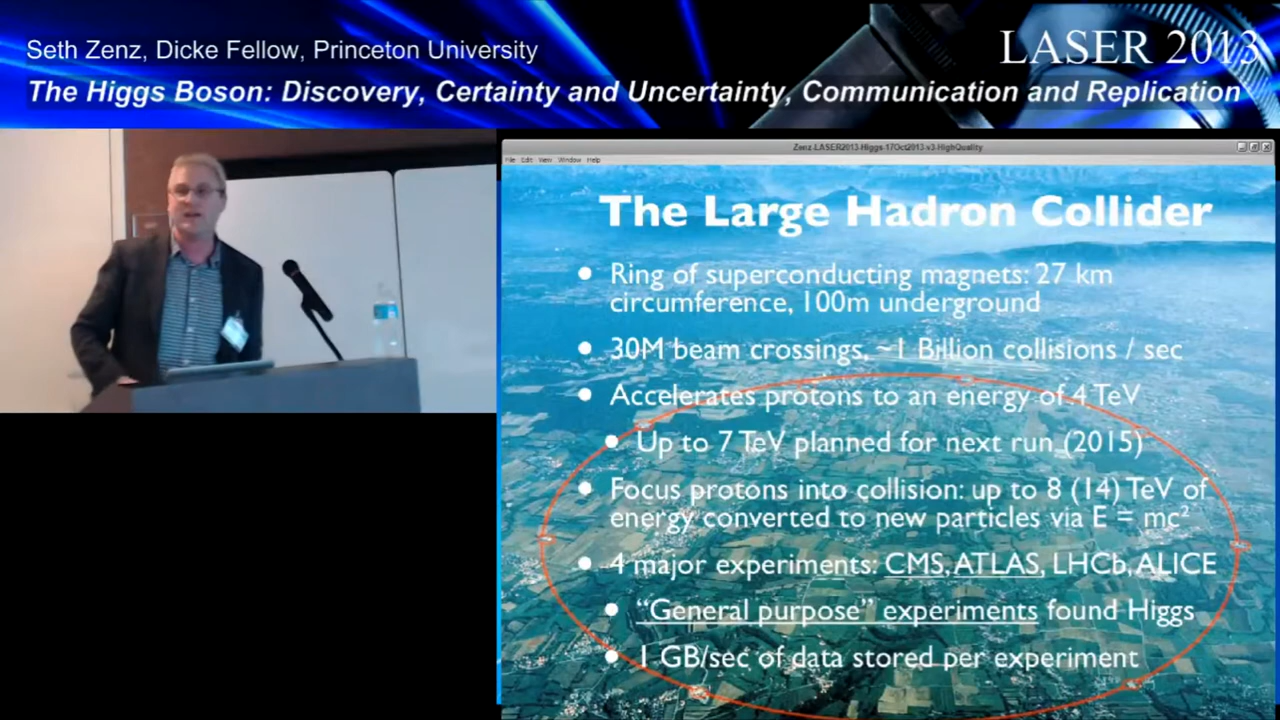 Seth Zenz, Dicke Fellow, Princeton University
LASER 2013
The Higgs Boson: Discovery, Certainty and Uncertainty, Communication and Replication
Zenz-LASER2013-Higgs-17Oct2013-v3-HighQuality
File Edit View Window Help
The Large Hadron Collider
• Ring of superconducting magnets: 27 km
circumference, 100m underground
• 30M beam crossings, ~1 Billion collisions / sec
• Accelerates protons to an energy of 4 TeV
• Up to 7 TeV planned for next run (2015)
• Focus protons into collision: up to 8 (14) TeV of
energy converted to new particles via E = mc²
• 4 major experiments: CMS, ATLAS, LHCb, ALICE
• “General purpose” experiments found Higgs
• 1 GB/sec of data stored per experiment